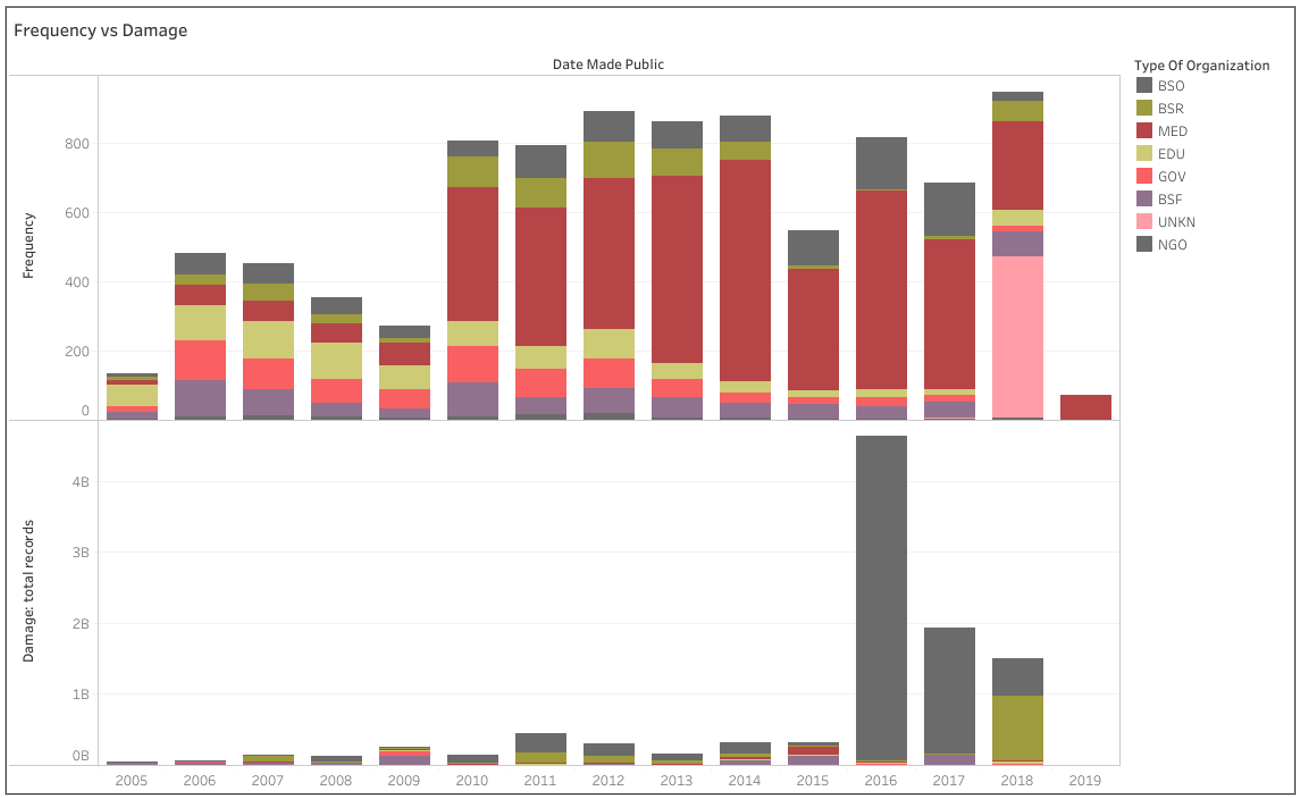 Frequency vs Damage
Date Made Public
Type Of Organization
BSO
BSR
MED
EDU
GOV
BSF
UNKN
NGO
Frequency
800
600
400
200
0
Damage: total records
4B
3B
2B
1B
0B
2005 2006 2007 2008 2009 2010 2011 2012 2013 2014 2015 2016 2017 2018 2019